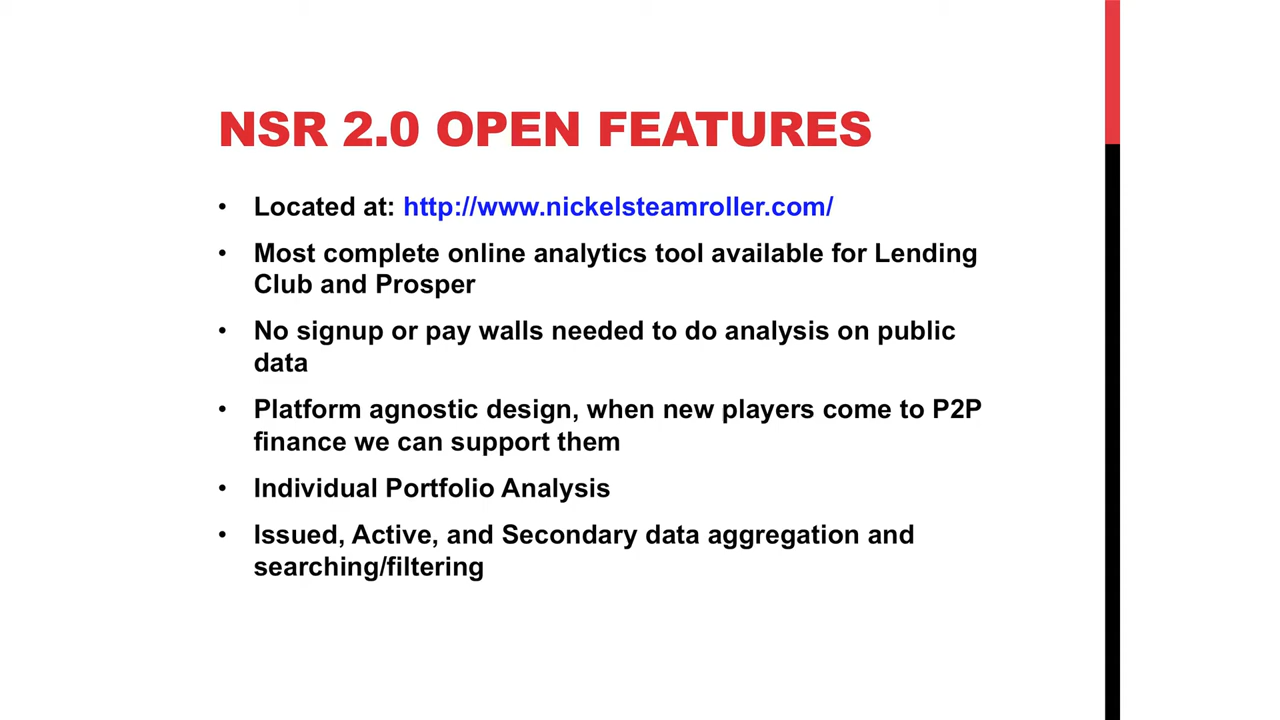 NSR 2.0 OPEN FEATURES
• Located at: http://www.nickelsteamroller.com/
• Most complete online analytics tool available for Lending
Club and Prosper
• No signup or pay walls needed to do analysis on public
data
• Platform agnostic design, when new players come to P2P
finance we can support them
• Individual Portfolio Analysis
• Issued, Active, and Secondary data aggregation and
searching/filtering